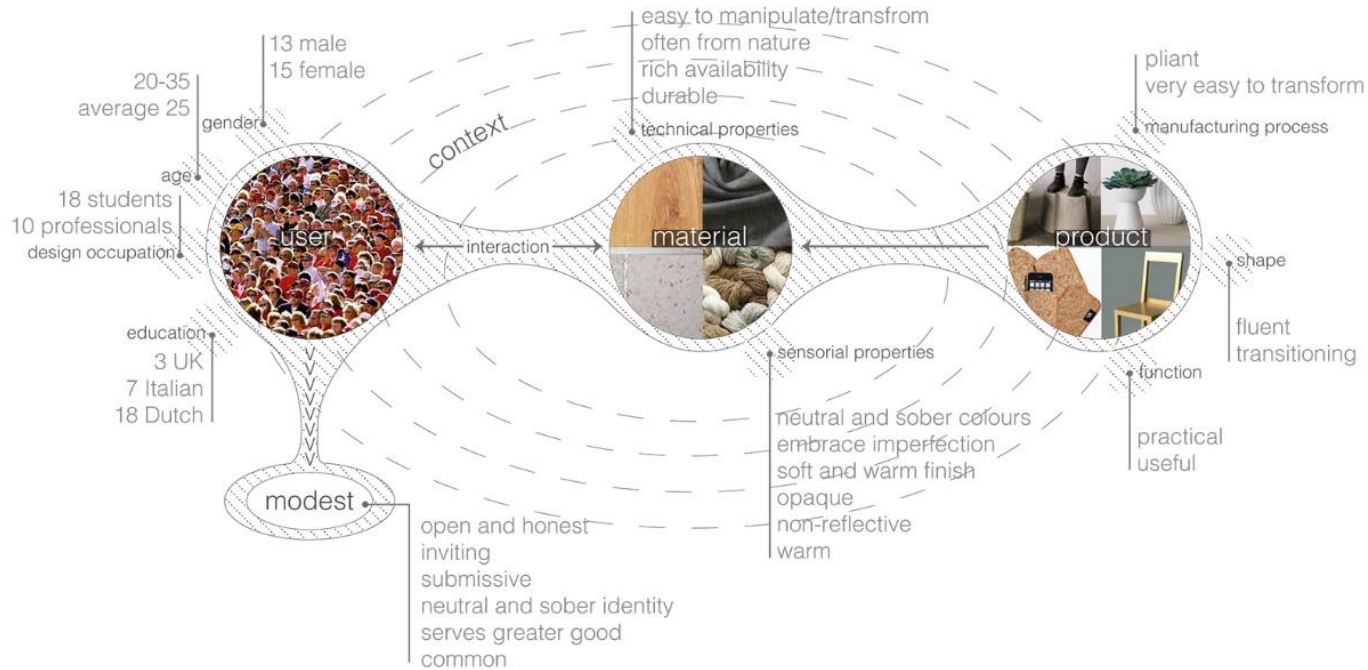 13 male
15 female
20-35
average 25
gender
age
18 students
10 professionals
design occupation
education
3 UK
7 Italian
18 Dutch
context
user
interaction
modest
open and honest
inviting
submissive
neutral and sober identity
serves greater good
common
easy to manipulate/transfrom
often from nature
rich availability
durable
technical properties
material
sensorial properties
neutral and sober colours
embrace imperfection
soft and warm finish
opaque
non-reflective
warm
pliant
very easy to transform
manufacturing process
product
shape
fluent
transitioning
function
practical
useful